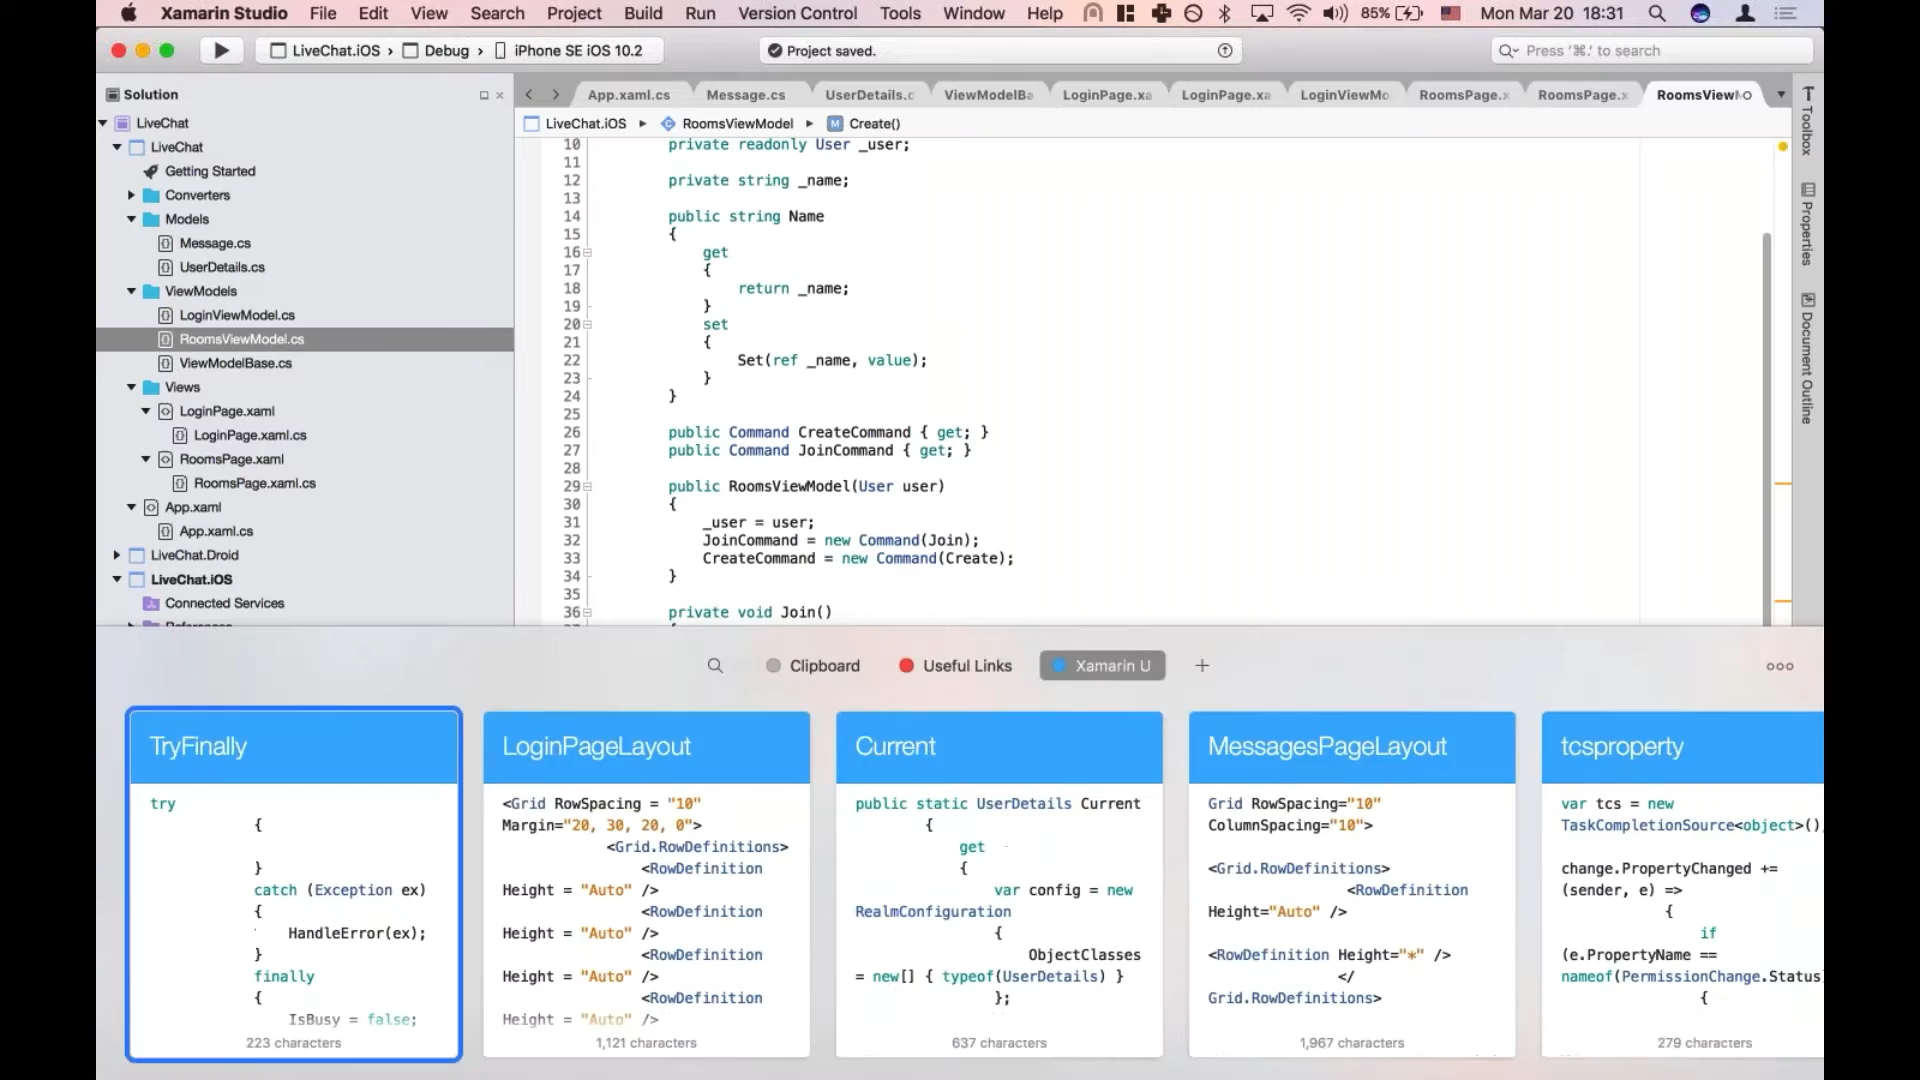 Xamarin Studio File Edit View Search Project Build Run Version Control Tools Window Help 85% Mon Mar 20 18:31
LiveChat.iOS › Debug › iPhone SE iOS 10.2
Project saved.
Press ‘⌘.’ to search
Solution
LiveChat
LiveChat
Getting Started
Converters
Models
Message.cs
UserDetails.cs
ViewModels
LoginViewModel.cs
RoomsViewModel.cs
ViewModelBase.cs
Views
LoginPage.xaml
LoginPage.xaml.cs
RoomsPage.xaml
RoomsPage.xaml.cs
App.xaml
App.xaml.cs
LiveChat.Droid
LiveChat.iOS
Connected Services
References
App.xaml.cs Message.cs UserDetails.c ViewModelBa LoginPage.xa LoginPage.xa LoginViewMo RoomsPage.x RoomsPage.x RoomsViewM
LiveChat.iOS ▸ RoomsViewModel ▸ M Create()
10 private readonly User _user;
11
12 private string _name;
13
14 public string Name
15 {
16 get
17 {
18 return _name;
19 }
20 set
21 {
22 Set(ref _name, value);
23 }
24 }
25
26 public Command CreateCommand { get; }
27 public Command JoinCommand { get; }
28
29 public RoomsViewModel(User user)
30 {
31 _user = user;
32 JoinCommand = new Command(Join);
33 CreateCommand = new Command(Create);
34 }
35
36 private void Join()
Toolbox
Properties
Document Outline
Clipboard Useful Links Xamarin U +
TryFinally
try
{
}
catch (Exception ex)
{
HandleError(ex);
}
finally
{
IsBusy = false;
223 characters
LoginPageLayout
<Grid RowSpacing = "10"
Margin="20, 30, 20, 0">
<Grid.RowDefinitions>
<RowDefinition
Height = "Auto" />
<RowDefinition
Height = "Auto" />
<RowDefinition
Height = "Auto" />
<RowDefinition
Height = "Auto" />
1,121 characters
Current
public static UserDetails Current
{
get
{
var config = new
RealmConfiguration
{
ObjectClasses
= new[] { typeof(UserDetails) }
};
637 characters
MessagesPageLayout
Grid RowSpacing="10"
ColumnSpacing="10">
<Grid.RowDefinitions>
<RowDefinition
Height="Auto" />
<RowDefinition Height="*" />
</
Grid.RowDefinitions>
1,967 characters
tcsproperty
var tcs = new
TaskCompletionSource<object>()
change.PropertyChanged +=
(sender, e) =>
{
if
(e.PropertyName ==
nameof(PermissionChange.Status
{
279 characters